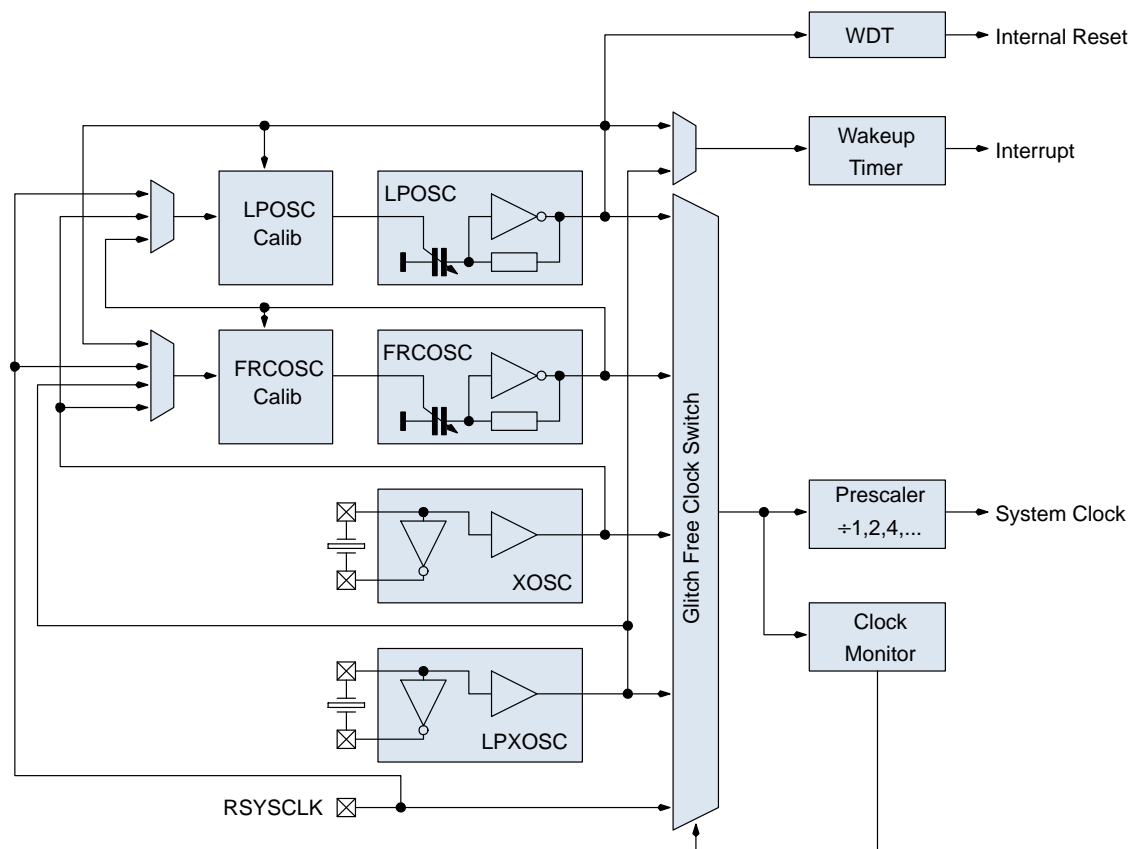 WDT
Internal Reset
Wakeup
Timer
Interrupt
LPOSC
Calib
LPOSC
FRCOSC
Calib
FRCOSC
Glitch Free Clock Switch
Prescaler
÷1,2,4,...
System Clock
XOSC
Clock
Monitor
LPXOSC
RSYSCLK